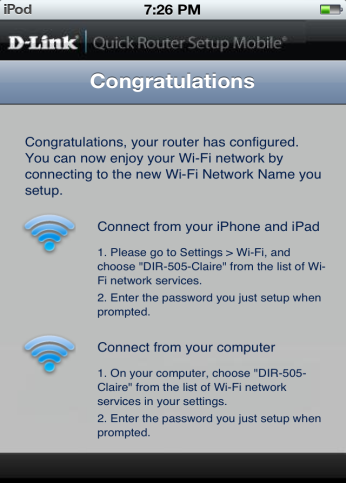 iPod 7:26 PM
D-Link Quick Router Setup Mobile®
Congratulations
Congratulations, your router has configured.
You can now enjoy your Wi-Fi network by
connecting to the new Wi-Fi Network Name you
setup.
Connect from your iPhone and iPad
1. Please go to Settings > Wi-Fi, and
choose "DIR-505-Claire" from the list of Wi-
Fi network services.
2. Enter the password you just setup when
prompted.
Connect from your computer
1. On your computer, choose "DIR-505-
Claire" from the list of Wi-Fi network
services in your settings.
2. Enter the password you just setup when
prompted.